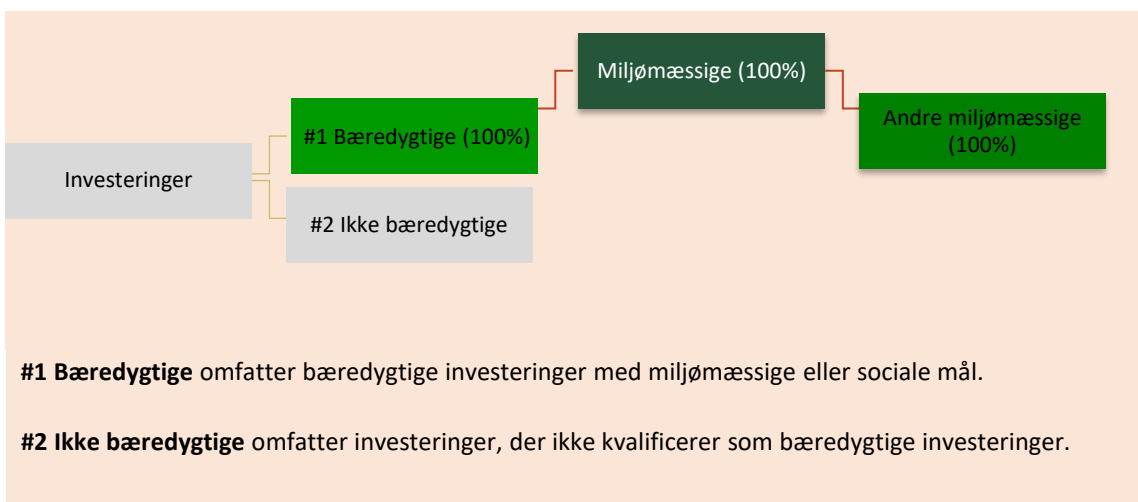 Miljømæssige (100%)
Andre miljømæssige
(100%)
#1 Bæredygtige (100%)
Investeringer
#2 Ikke bæredygtige
#1 Bæredygtige omfatter bæredygtige investeringer med miljømæssige eller sociale mål.
#2 Ikke bæredygtige omfatter investeringer, der ikke kvalificerer som bæredygtige investeringer.